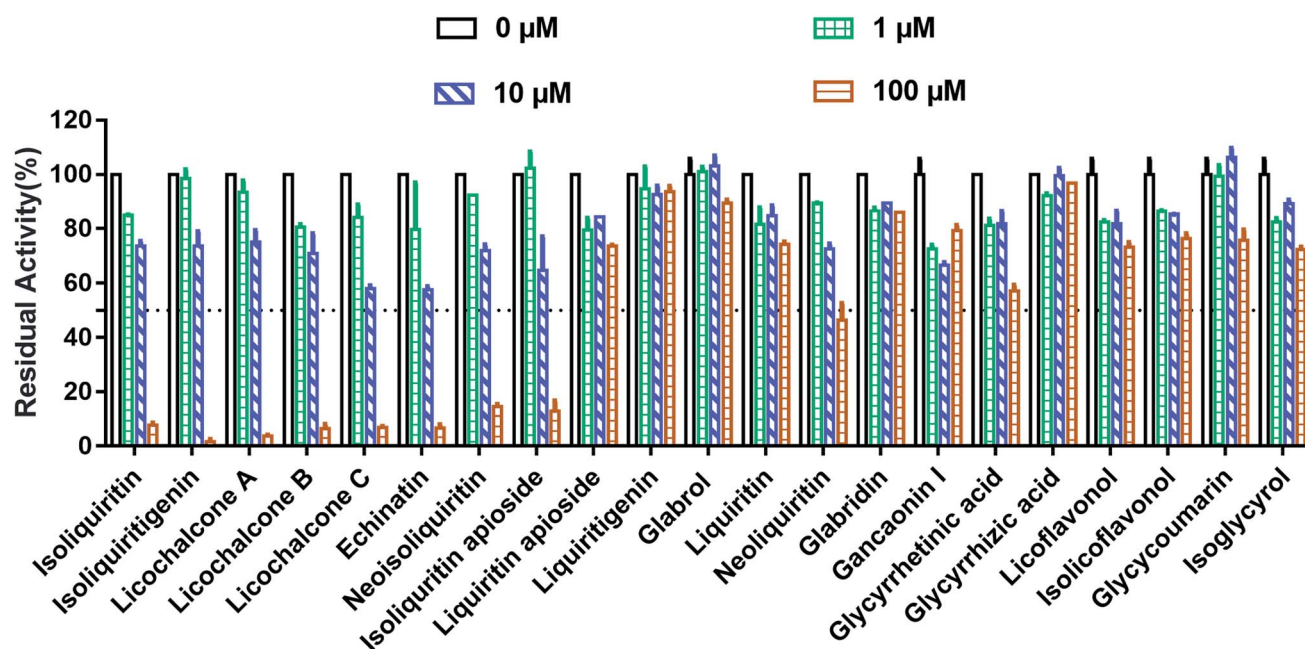 0 μM
1 μM
10 μM
100 μM
Residual Activity(%)
120
100
80
60
40
20
0
Isoliquiritin
Isoliquiritigenin
Licochalcone A
Licochalcone B
Licochalcone C
Echinatin
Neoisoliquiritin
Isoliquritin apioside
Liquiritin apioside
Liquiritigenin
Glabrol
Liquiritin
Neoliquiritin
Glabridin
Gancaonin I
Glycyrrhetinic acid
Glycyrrhizic acid
Licoflavonol
Isolicoflavonol
Glycycoumarin
Isoglycyrol